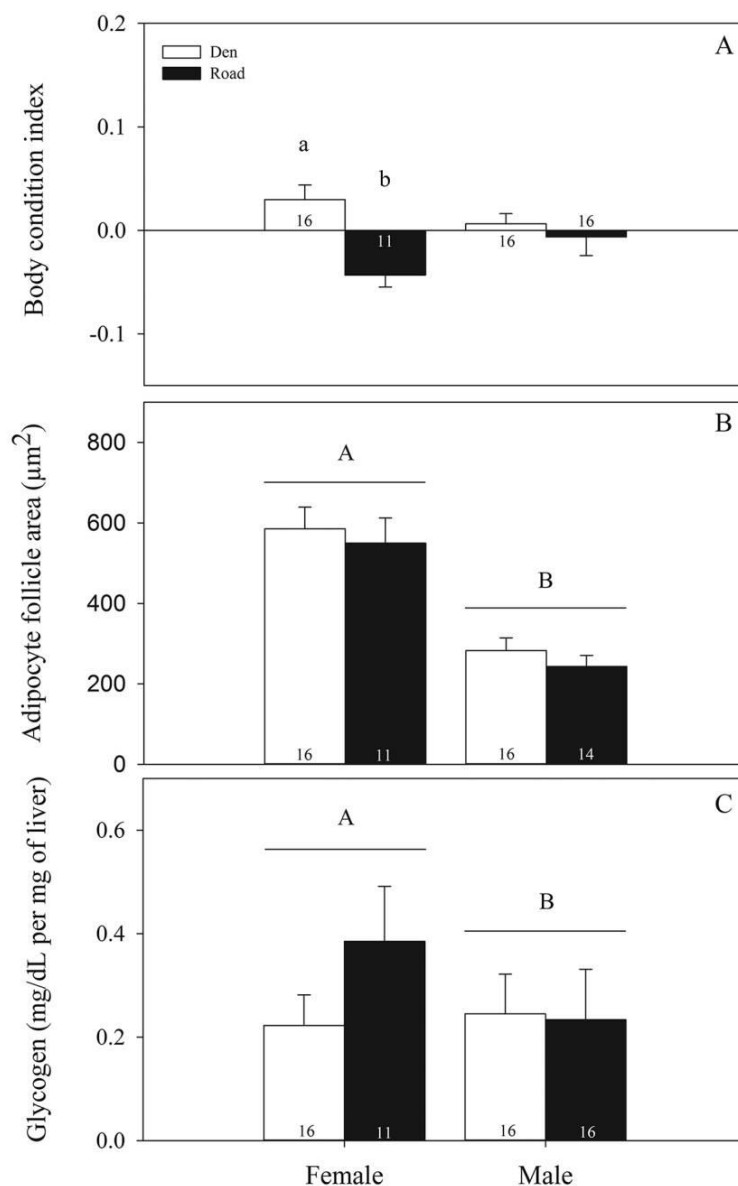 0.2
A
Den
Road
Body condition index
0.1
a
b
16
16
0.0
16
11
-0.1
B
Adipocyte follicle area (µm²)
800
A
600
B
400
200
16
11
16
14
0
C
Glycogen (mg/dL per mg of liver)
0.6
A
B
0.4
0.2
16
11
16
16
0.0
Female
Male